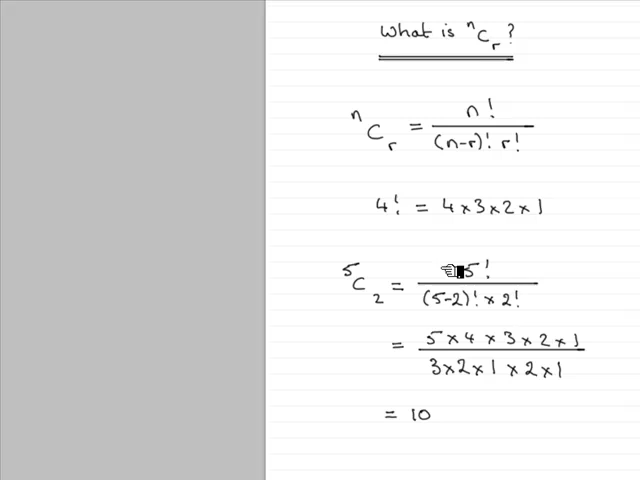 What is ⁿCᵣ?
ⁿCᵣ = n! / (n-r)! r!
4! = 4×3×2×1
⁵C₂ = 5! / (5-2)! × 2!
= 5 × 4 × 3 × 2 × 1 / 3×2×1 × 2×1
= 10